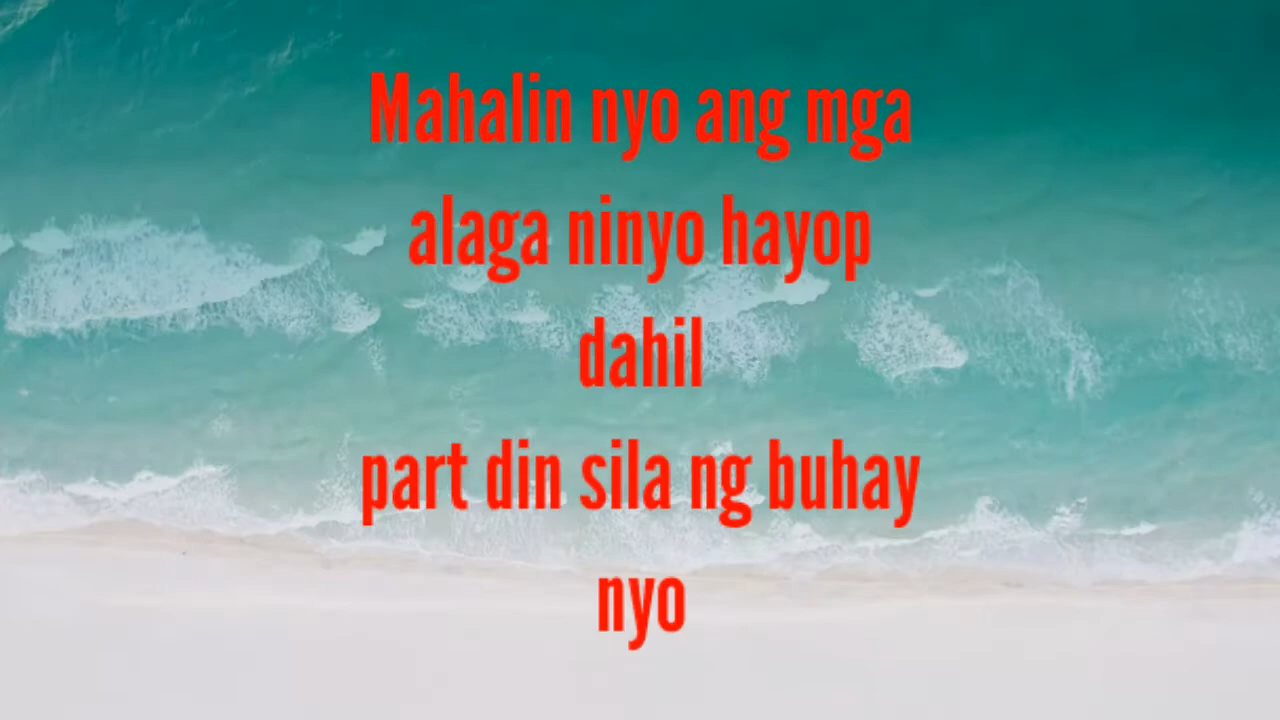 Mahalin nyo ang mga
alaga ninyo hayop
dahil
part din sila ng buhay
nyo